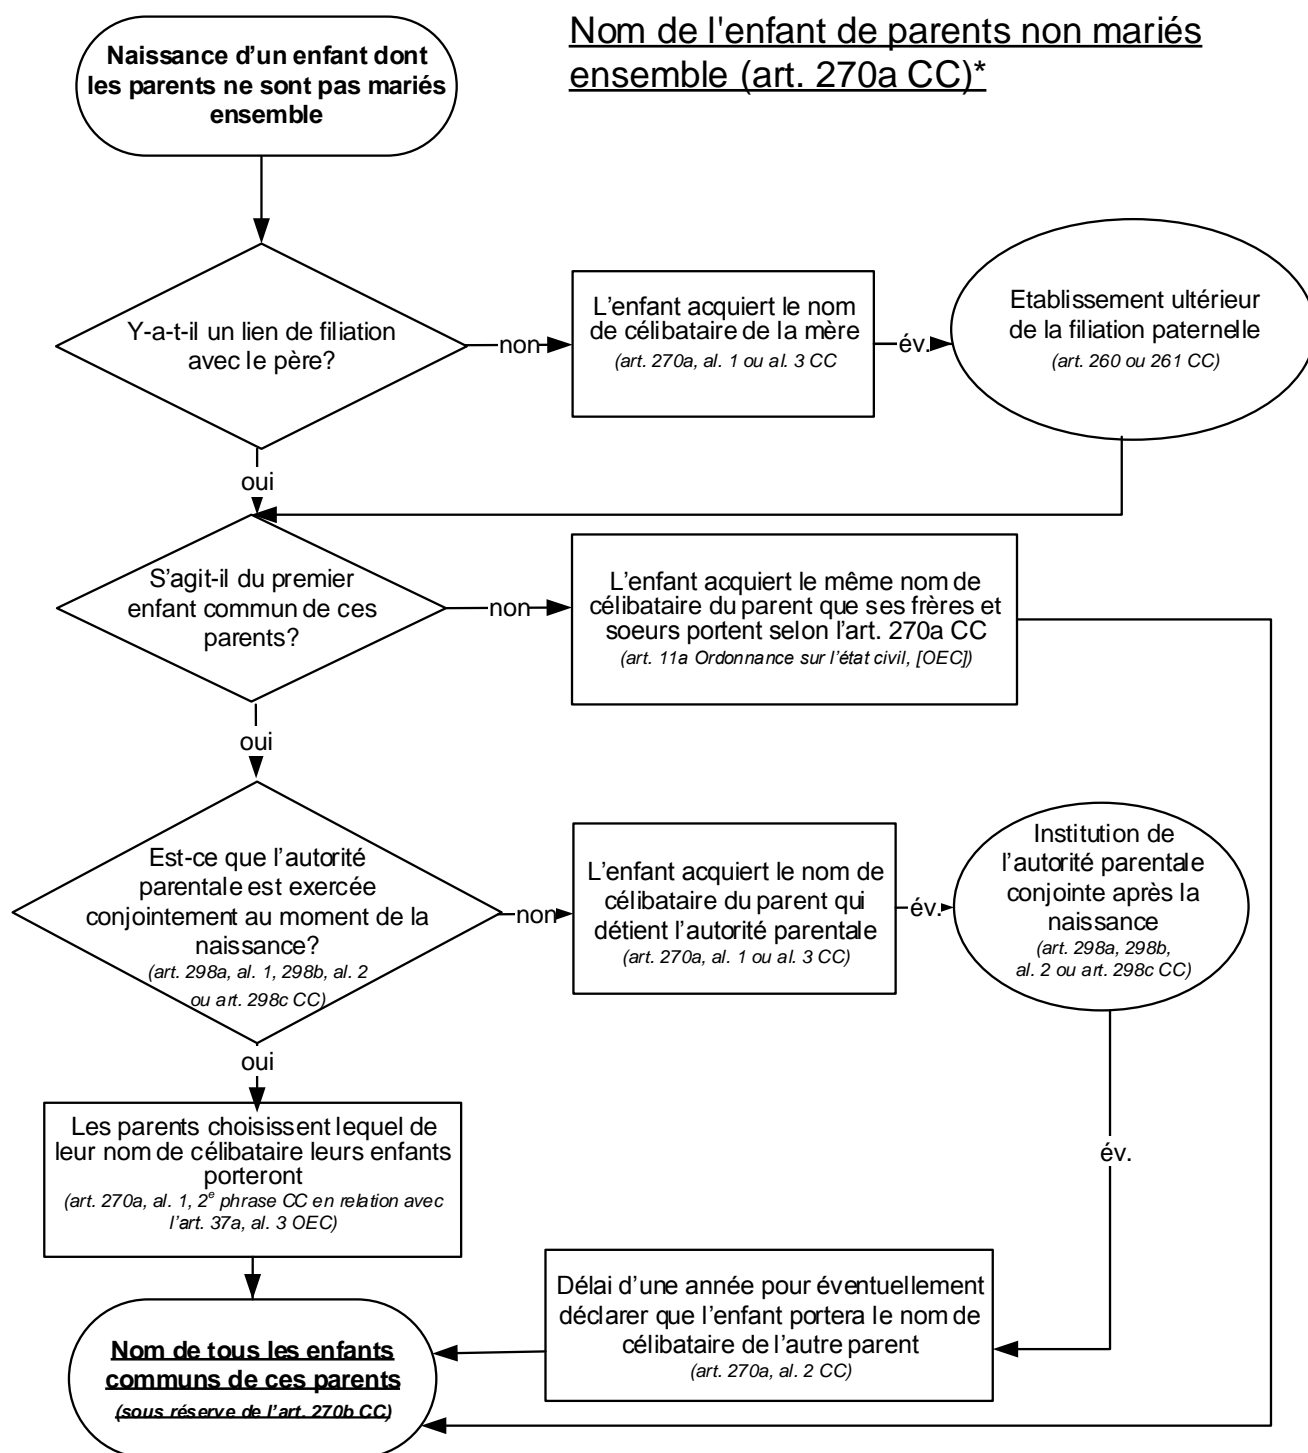 Nom de l'enfant de parents non mariés
ensemble (art. 270a CC)*
Naissance d'un enfant dont
les parents ne sont pas mariés
ensemble
Y-a-t-il un lien de filiation
avec le père?
non
L'enfant acquiert le nom
de célibataire de la mère
(art. 270a, al. 1 ou al. 3 CC
év.
Etablissement ultérieur
de la filiation paternelle
(art. 260 ou 261 CC)
oui
S'agit-il du premier
enfant commun de ces
parents?
non
L'enfant acquiert le même nom de
célibataire du parent que ses frères et
soeurs portent selon l'art. 270a CC
(art. 11a Ordonnance sur l'état civil, [OEC])
oui
Est-ce que l'autorité
parentale est exercée
conjointement au moment de la
naissance?
(art. 298a, al. 1, 298b, al. 2
ou art. 298c CC)
non
L'enfant acquiert le nom de
célibataire du parent qui
détient l'autorité parentale
(art. 270a, al. 1 ou al. 3 CC)
év.
Institution de
l'autorité parentale
conjointe après la
naissance
(art. 298a, 298b,
al. 2 ou art. 298c CC)
oui
év.
Les parents choisissent lequel de
leur nom de célibataire leurs enfants
porteront
(art. 270a, al. 1, 2e phrase CC en relation avec
l'art. 37a, al. 3 OEC)
Délai d'une année pour éventuellement
déclarer que l'enfant portera le nom de
célibataire de l'autre parent
(art. 270a, al. 2 CC)
Nom de tous les enfants
communs de ces parents
(sous réserve de l'art. 270b CC)